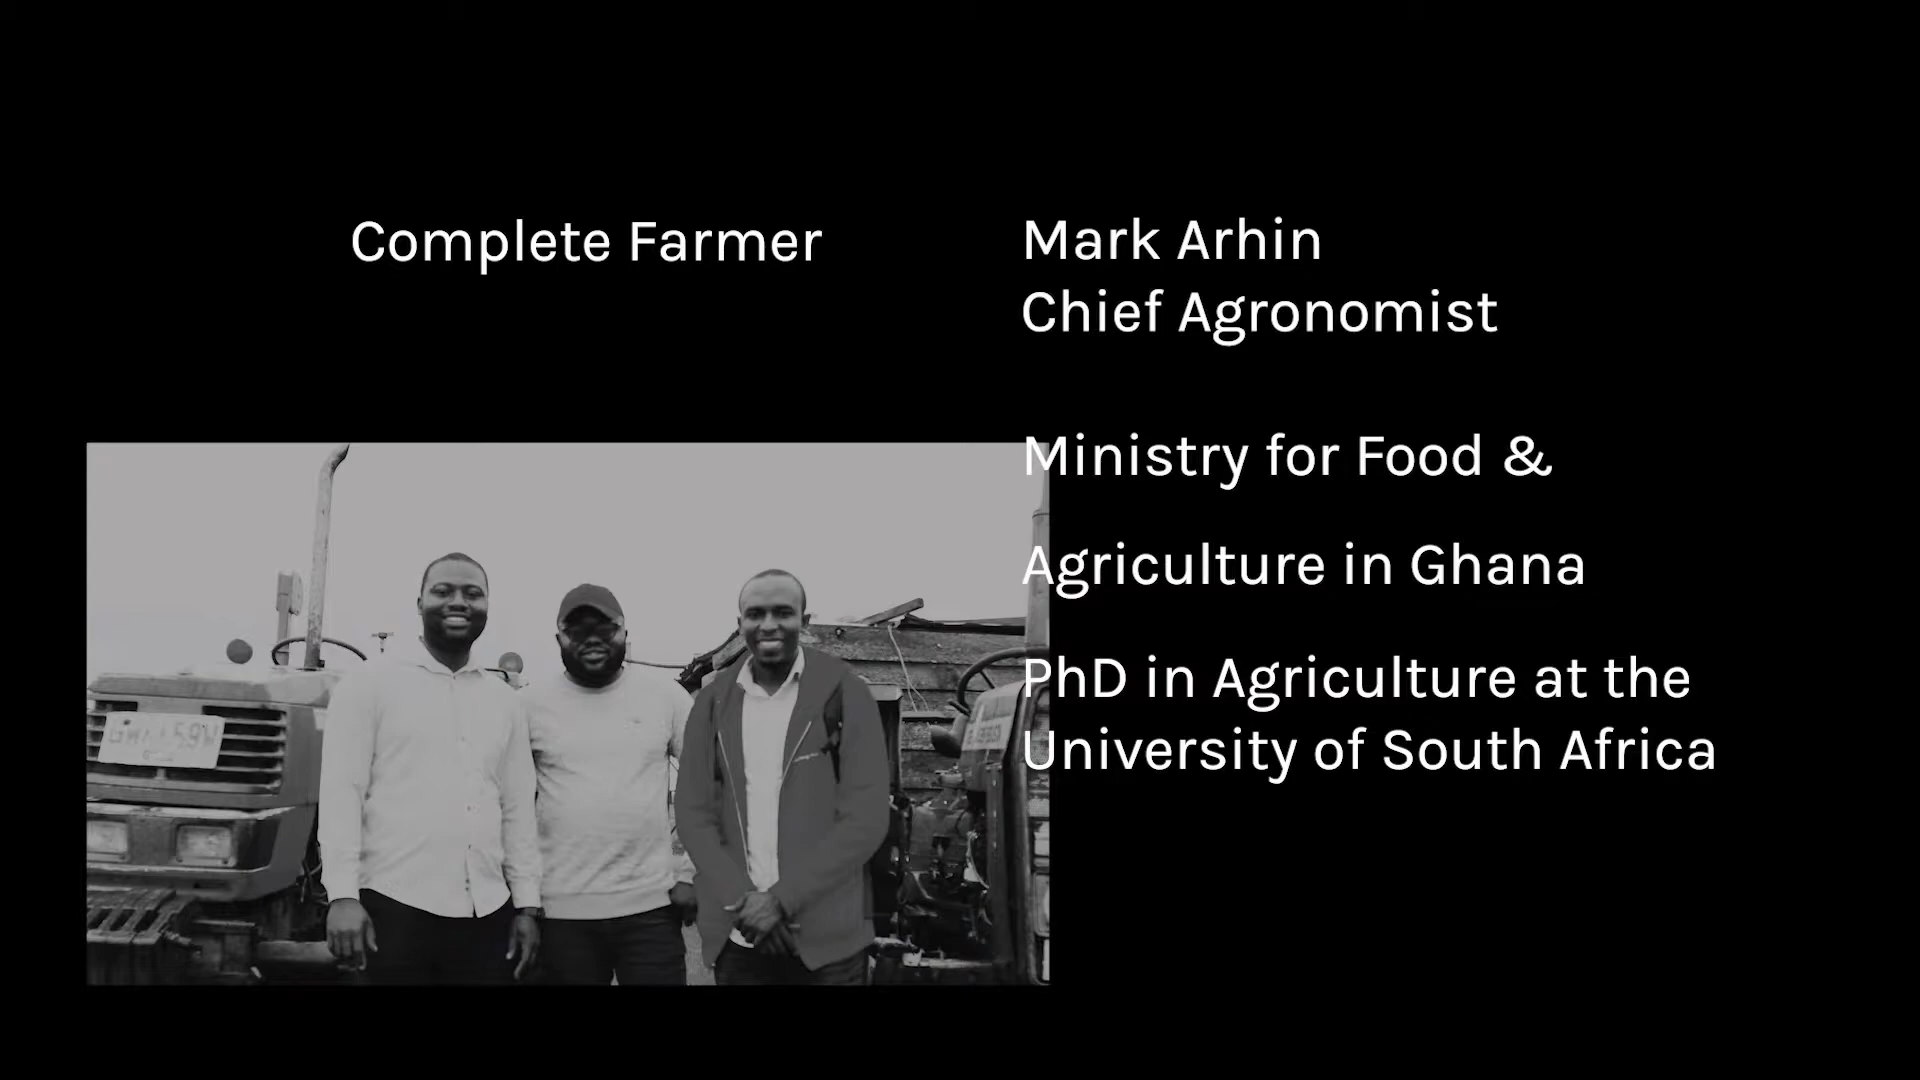 Complete Farmer
Mark Arhin
Chief Agronomist
Ministry for Food &
Agriculture in Ghana
PhD in Agriculture at the
University of South Africa